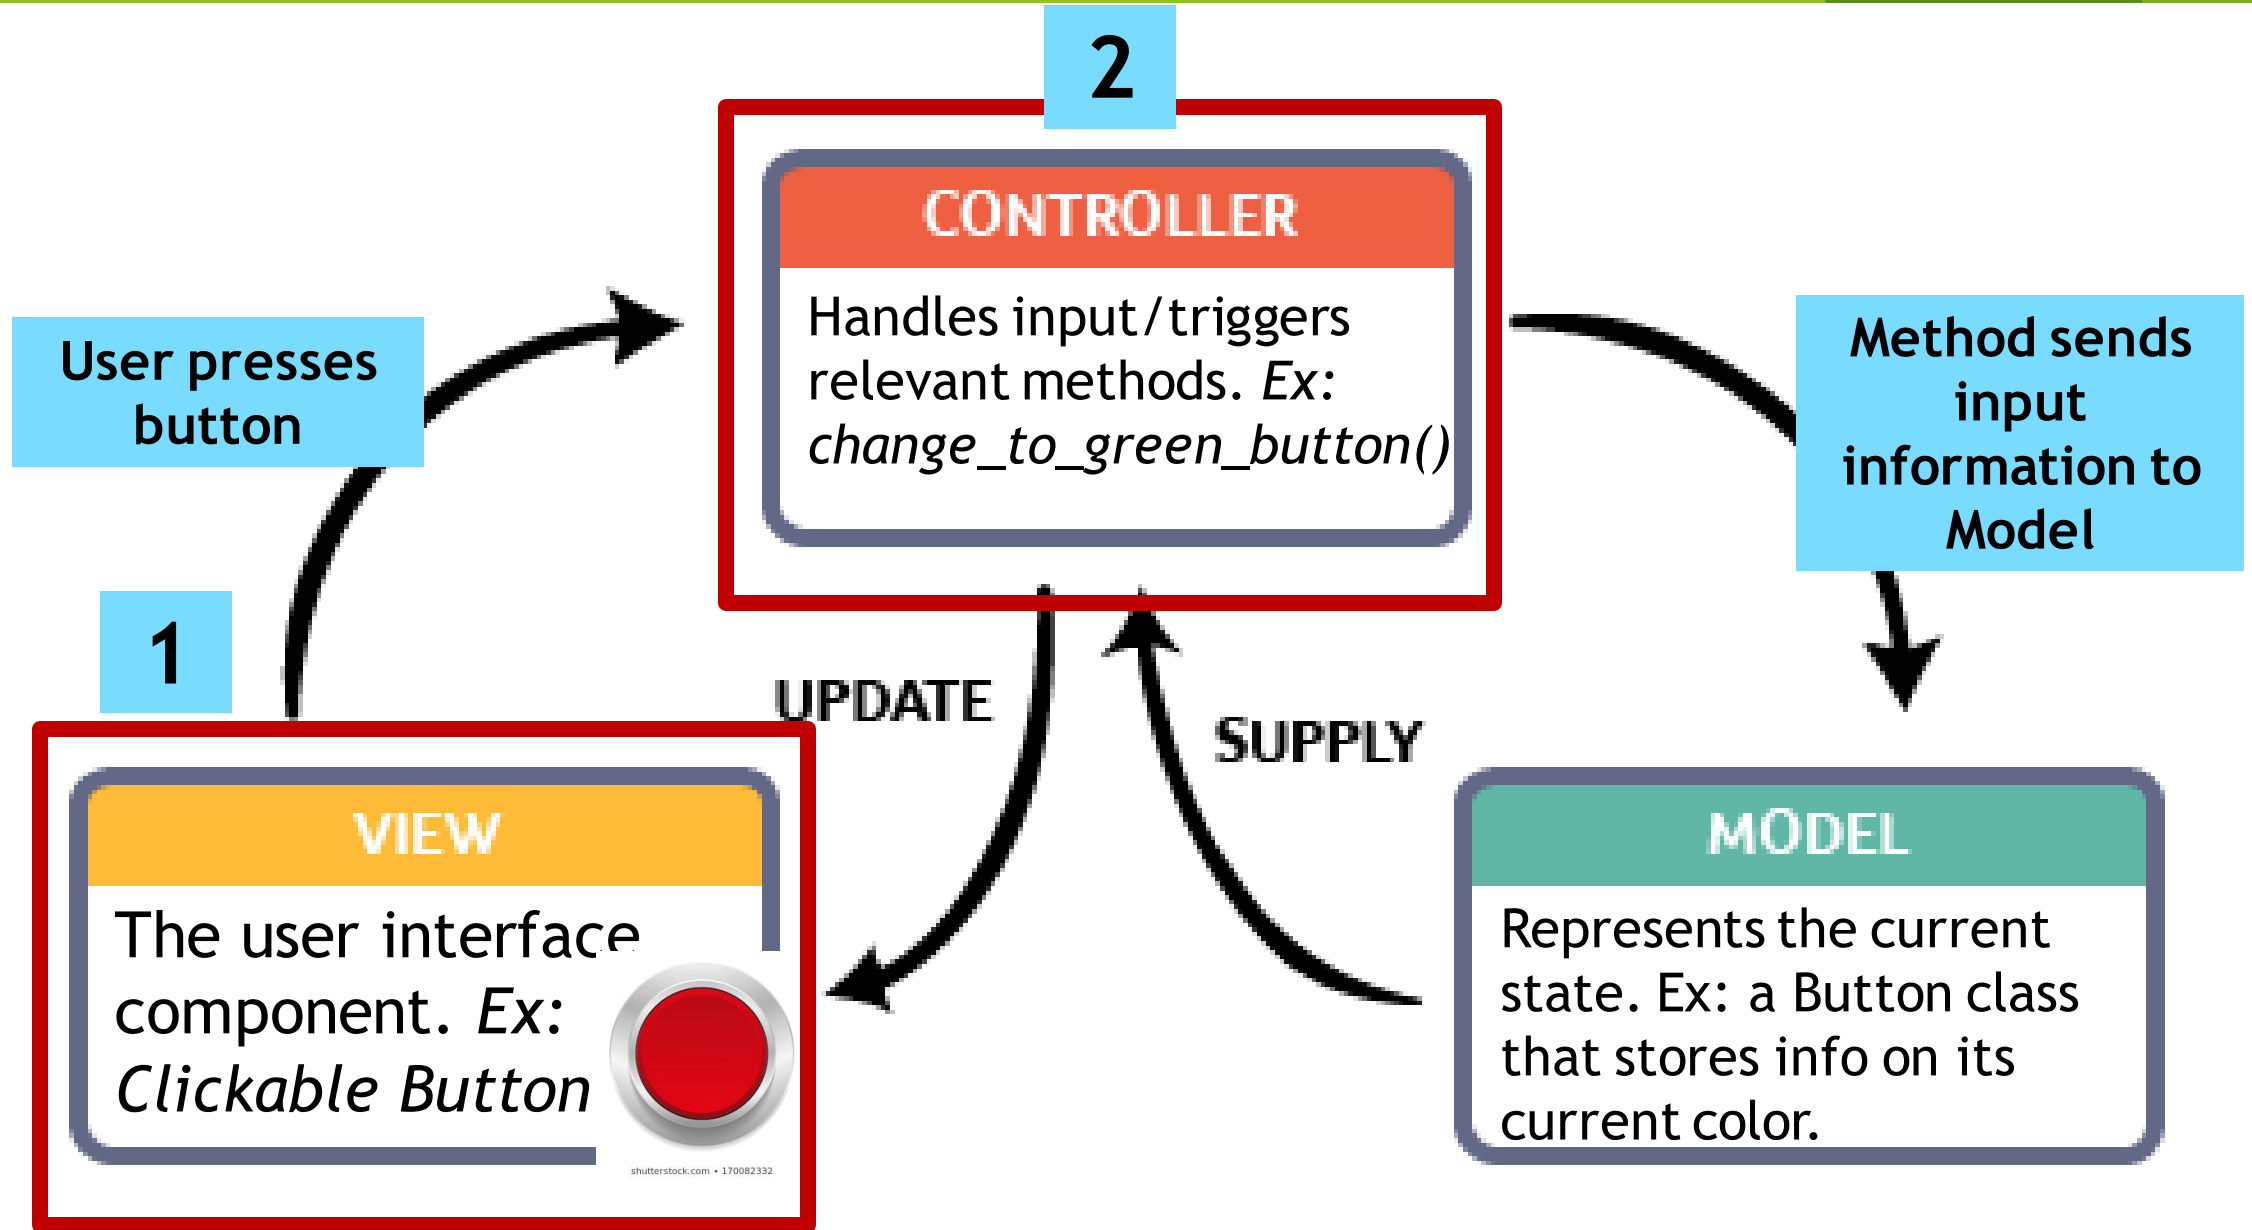 2
CONTROLLER
Handles input/triggers
relevant methods. Ex:
change_to_green_button()
User presses
button
Method sends
input
information to
Model
1
UPDATE
SUPPLY
VIEW
The user interface
component. Ex:
Clickable Button
shutterstock.com • 170082332
MODEL
Represents the current
state. Ex: a Button class
that stores info on its
current color.